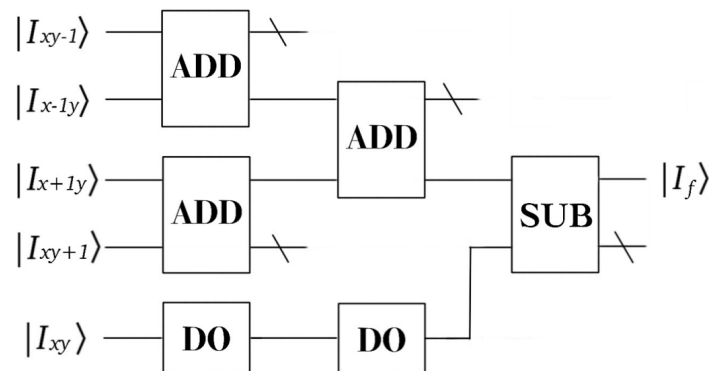 |Ixy-1⟩
ADD
|Ix-1y⟩
ADD
|Ix+1y⟩
|If⟩
ADD
SUB
|Ixy+1⟩
|Ixy⟩
DO
DO